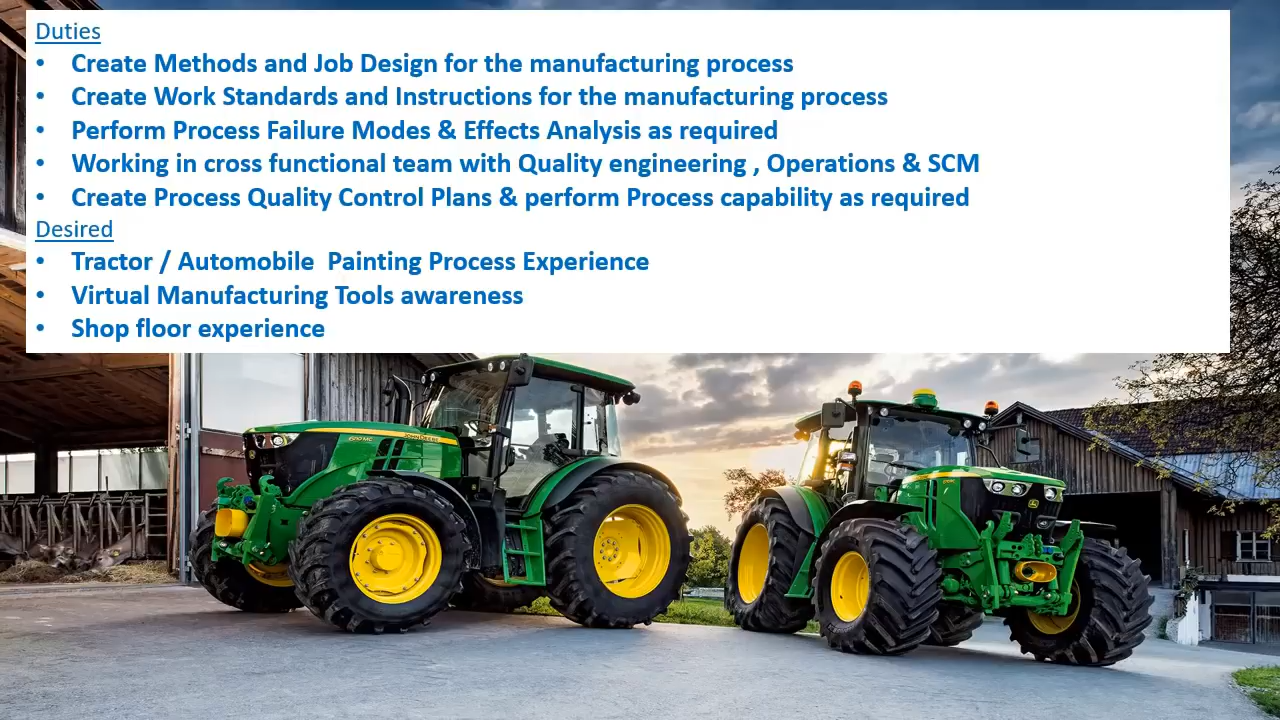 Duties
• Create Methods and Job Design for the manufacturing process
• Create Work Standards and Instructions for the manufacturing process
• Perform Process Failure Modes & Effects Analysis as required
• Working in cross functional team with Quality engineering , Operations & SCM
• Create Process Quality Control Plans & perform Process capability as required
Desired
• Tractor / Automobile  Painting Process Experience
• Virtual Manufacturing Tools awareness
• Shop floor experience
JOHN DEERE